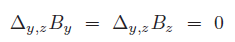 Δ_{y,z} B_y = Δ_{y,z} B_z = 0